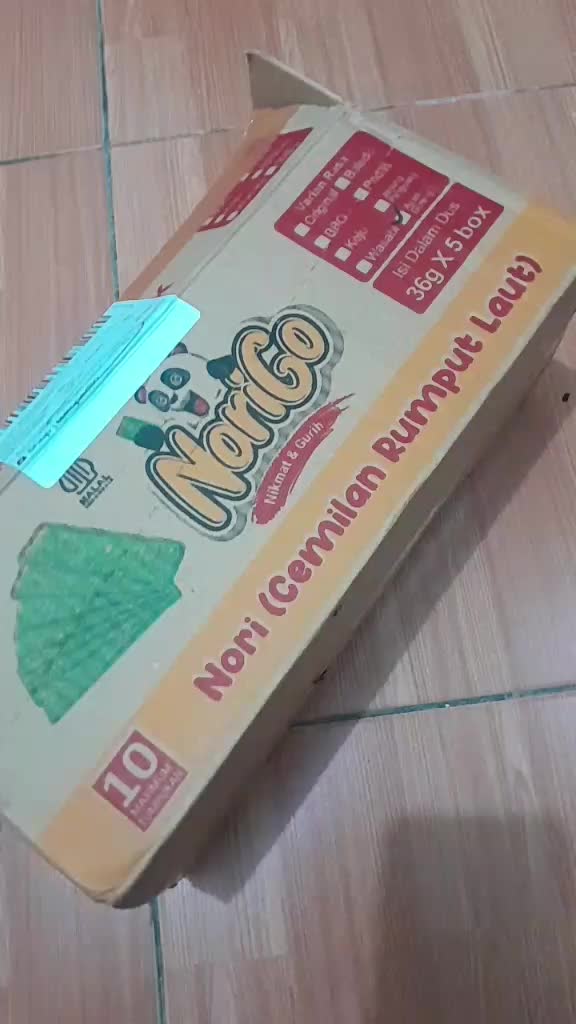 Varian Rasa
Original
BBQ
Keju
Wasabi
Balado
Pedas
Isi Dalam Dus
36g X 5 box
NoriGo
Nikmat & Gurih
HALAL
Nori (Cemilan Rumput Laut)
10
MAXIMUM